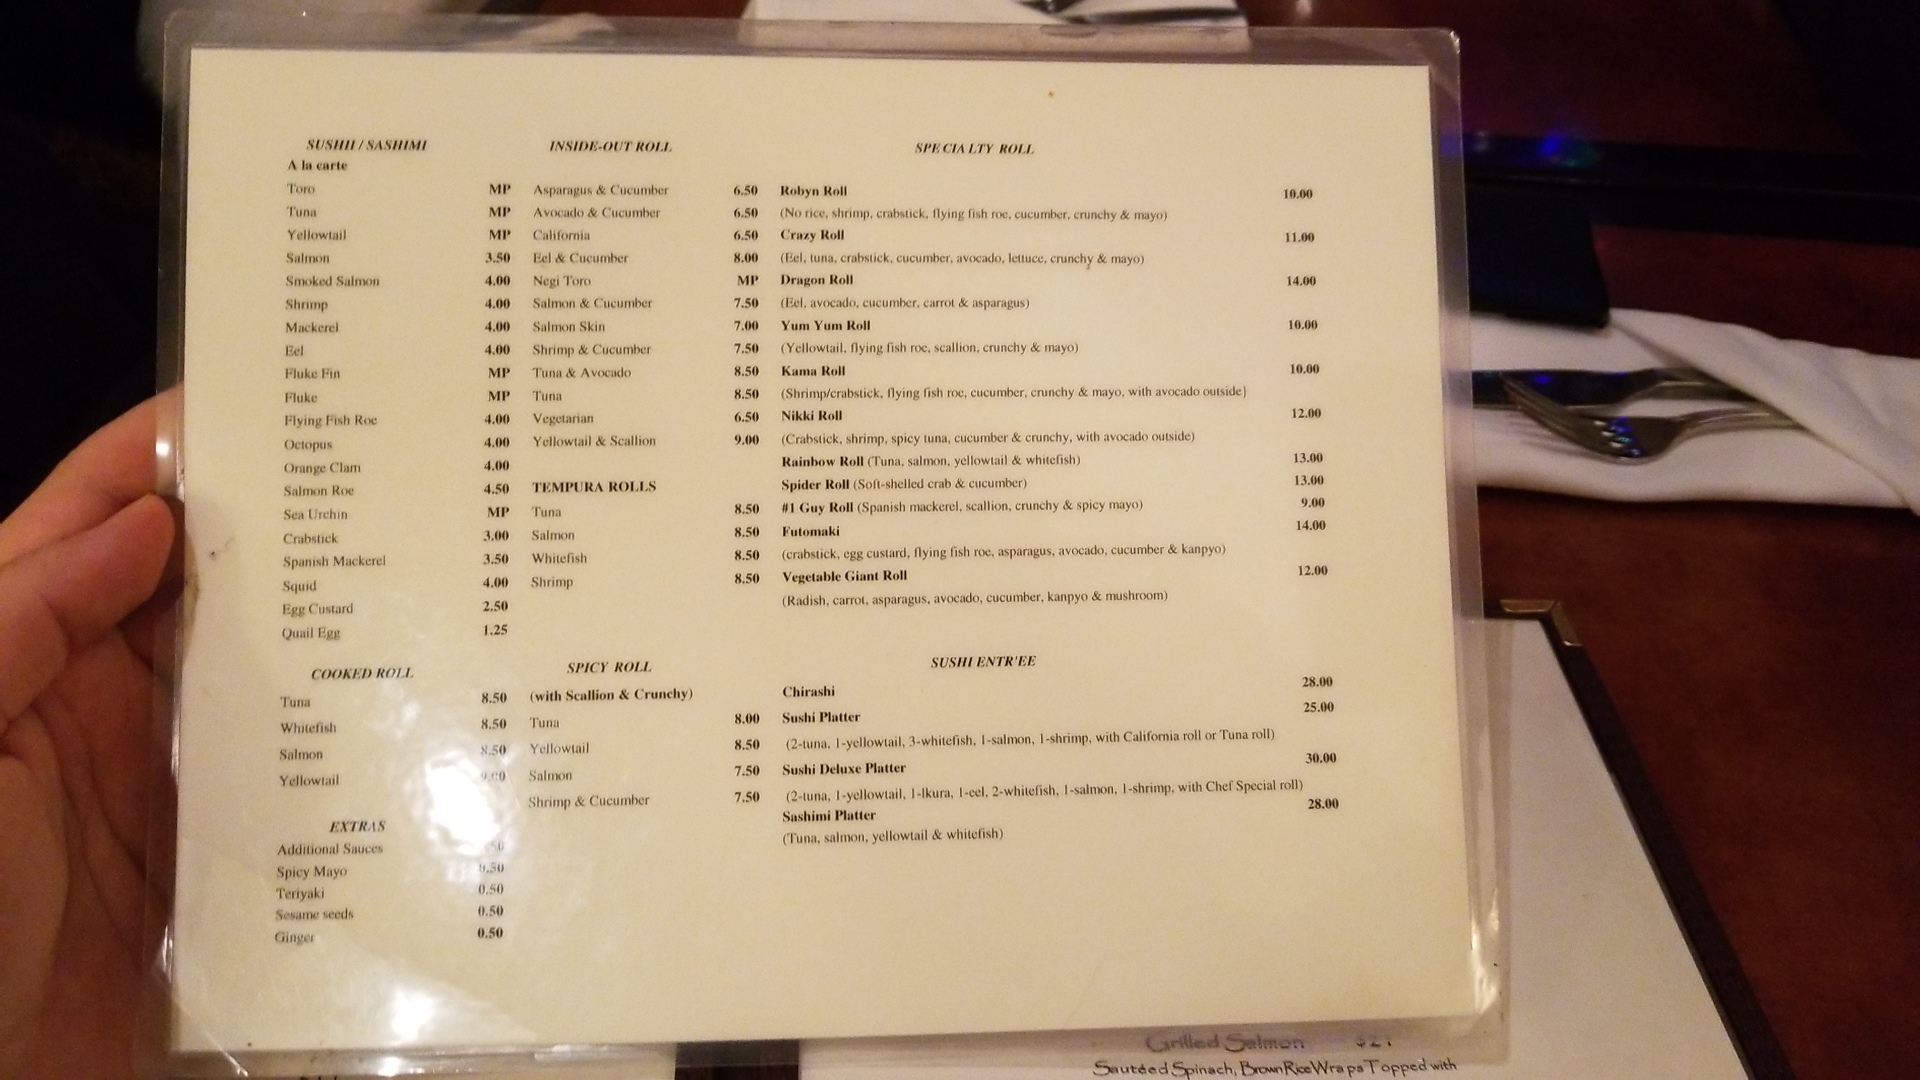 SUSHII / SASHIMI
A la carte
Toro MP
Tuna MP
Yellowtail MP
Salmon 3.50
Smoked Salmon 4.00
Shrimp 4.00
Mackerel 4.00
Eel 4.00
Fluke Fin MP
Fluke MP
Flying Fish Roe 4.00
Octopus 4.00
Orange Clam 4.00
Salmon Roe 4.50
Sea Urchin MP
Crabstick 3.00
Spanish Mackerel 3.50
Squid 4.00
Egg Custard 2.50
Quail Egg 1.25
COOKED ROLL
Tuna 8.50
Whitefish 8.50
Salmon 8.50
Yellowtail
EXTRAS
Additional Sauces
Spicy Mayo 0.50
Teriyaki 0.50
Sesame seeds 0.50
Ginger 0.50
INSIDE-OUT ROLL
Asparagus & Cucumber 6.50
Avocado & Cucumber 6.50
California 6.50
Eel & Cucumber 8.00
Negi Toro MP
Salmon & Cucumber 7.50
Salmon Skin 7.00
Shrimp & Cucumber 7.50
Tuna & Avocado 8.50
Tuna 8.50
Vegetarian 6.50
Yellowtail & Scallion 9.00
TEMPURA ROLLS
Tuna 8.50
Salmon 8.50
Whitefish 8.50
Shrimp 8.50
SPICY ROLL
(with Scallion & Crunchy)
Tuna 8.00
Yellowtail 8.50
Salmon 7.50
Shrimp & Cucumber 7.50
SPECIALTY ROLL
Robyn Roll 10.00
(No rice, shrimp, crabstick, flying fish roe, cucumber, crunchy & mayo)
Crazy Roll 11.00
(Eel, tuna, crabstick, cucumber, avocado, lettuce, crunchy & mayo)
Dragon Roll 14.00
(Eel, avocado, cucumber, carrot & asparagus)
Yum Yum Roll 10.00
(Yellowtail, flying fish roe, scallion, crunchy & mayo)
Kama Roll 10.00
(Shrimp/crabstick, flying fish roe, cucumber, crunchy & mayo, with avocado outside)
Nikki Roll 12.00
(Crabstick, shrimp, spicy tuna, cucumber & crunchy, with avocado outside)
Rainbow Roll (Tuna, salmon, yellowtail & whitefish) 13.00
Spider Roll (Soft-shelled crab & cucumber) 13.00
#1 Guy Roll (Spanish mackerel, scallion, crunchy & spicy mayo) 9.00
Futomaki 14.00
(crabstick, egg custard, flying fish roe, asparagus, avocado, cucumber & kanpyo)
Vegetable Giant Roll 12.00
(Radish, carrot, asparagus, avocado, cucumber, kanpyo & mushroom)
SUSHI ENTR'EE
Chirashi 28.00
Sushi Platter 25.00
(2-tuna, 1-yellowtail, 3-whitefish, 1-salmon, 1-shrimp, with California roll or Tuna roll)
Sushi Deluxe Platter 30.00
(2-tuna, 1-yellowtail, 1-Ikura, 1-eel, 2-whitefish, 1-salmon, 1-shrimp, with Chef Special roll)
Sashimi Platter 28.00
(Tuna, salmon, yellowtail & whitefish)
Grilled Salmon
Sautéed Spinach, Brown Rice Wraps Topped with